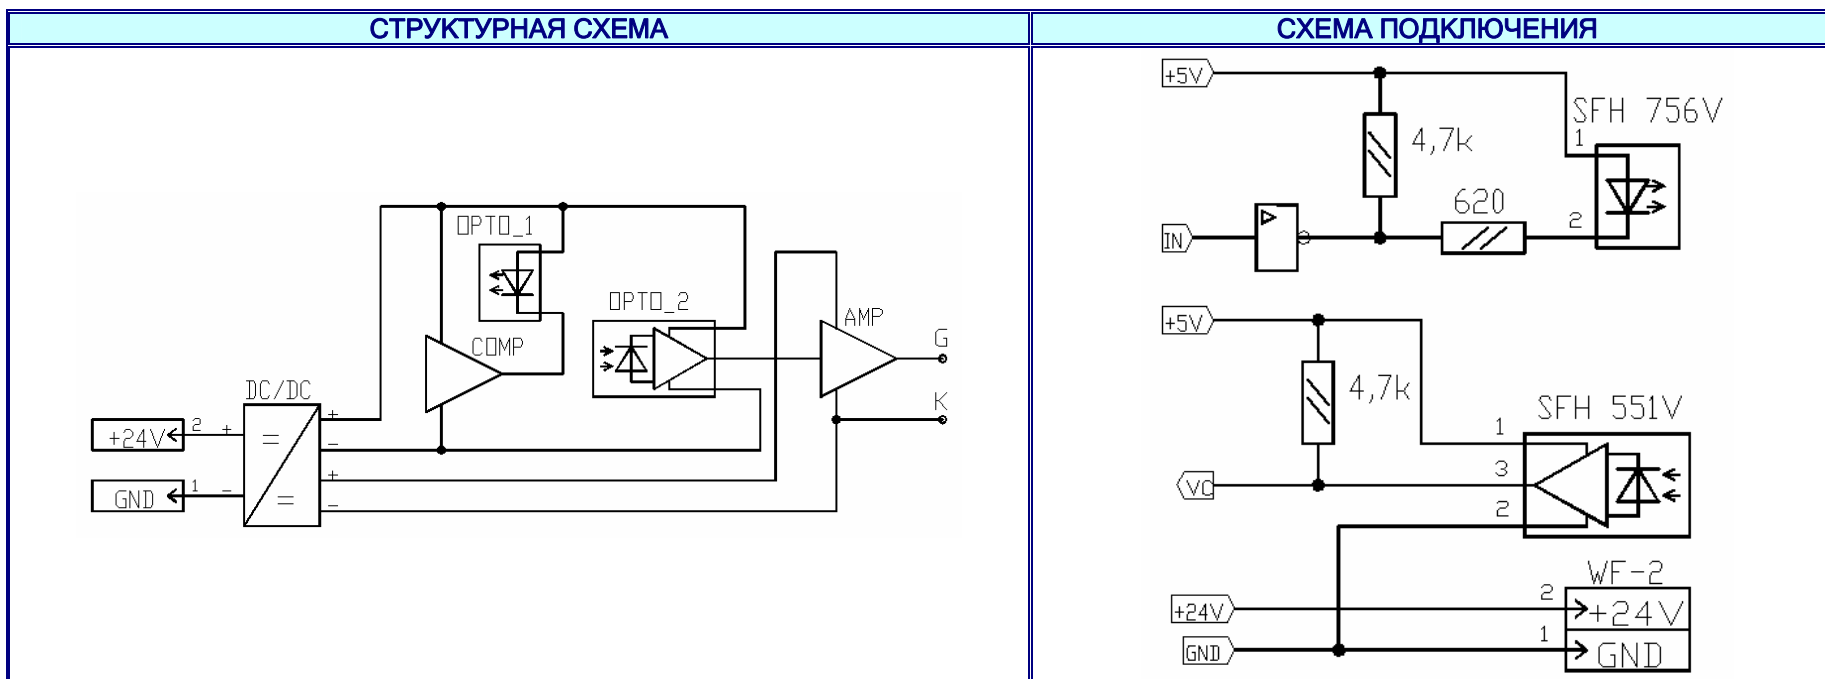 СТРУКТУРНАЯ СХЕМА
OPTO_1
OPTO_2
COMP
AMP
G
K
DC/DC
+24V
2
+
=
+
-
GND
1
-
=
+
-
СХЕМА ПОДКЛЮЧЕНИЯ
+5V
SFH 756V
4,7k
1
620
2
IN
+5V
4,7k
SFH 551V
1
3
VC
2
WF-2
+24V
2
+24V
GND
1
GND